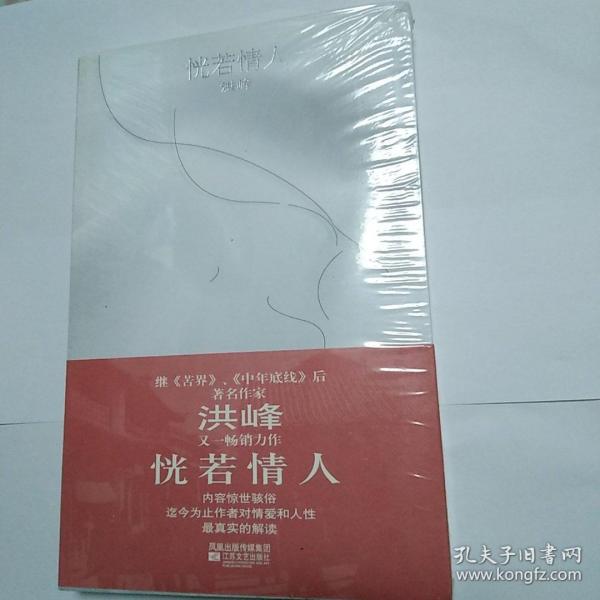 恍若情人
洪峰
继《苦界》、《中年底线》后
著名作家
洪峰
又一畅销力作
恍若情人
内容惊世骇俗
迄今为止作者对情爱和人性
最真实的解读
凤凰出版传媒集团
江苏文艺出版社
孔夫子旧书网
www.kongfz.com